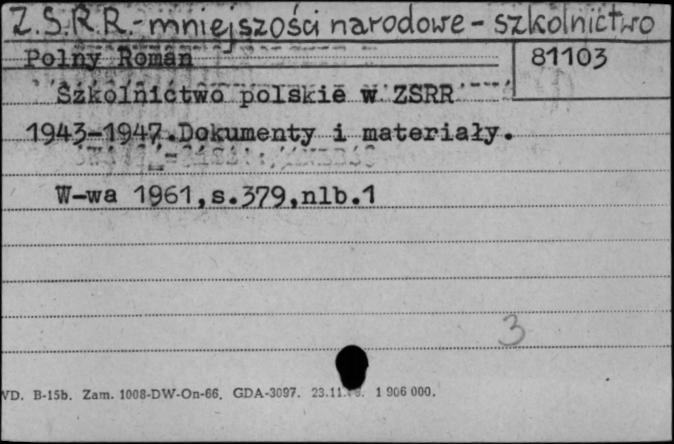 Z.S.R.R.-mniejszości narodowe - szkolnictwo
Polny Roman
81103
Szkolnictwo polskie w ZSRR
1943-1947.Dokumenty i materiały.
W-wa 1961,s.379,nlb.1
3
WD. B-15b. Zam. 1008-DW-On-66. GDA-3097. 23.11. 1 906 000.